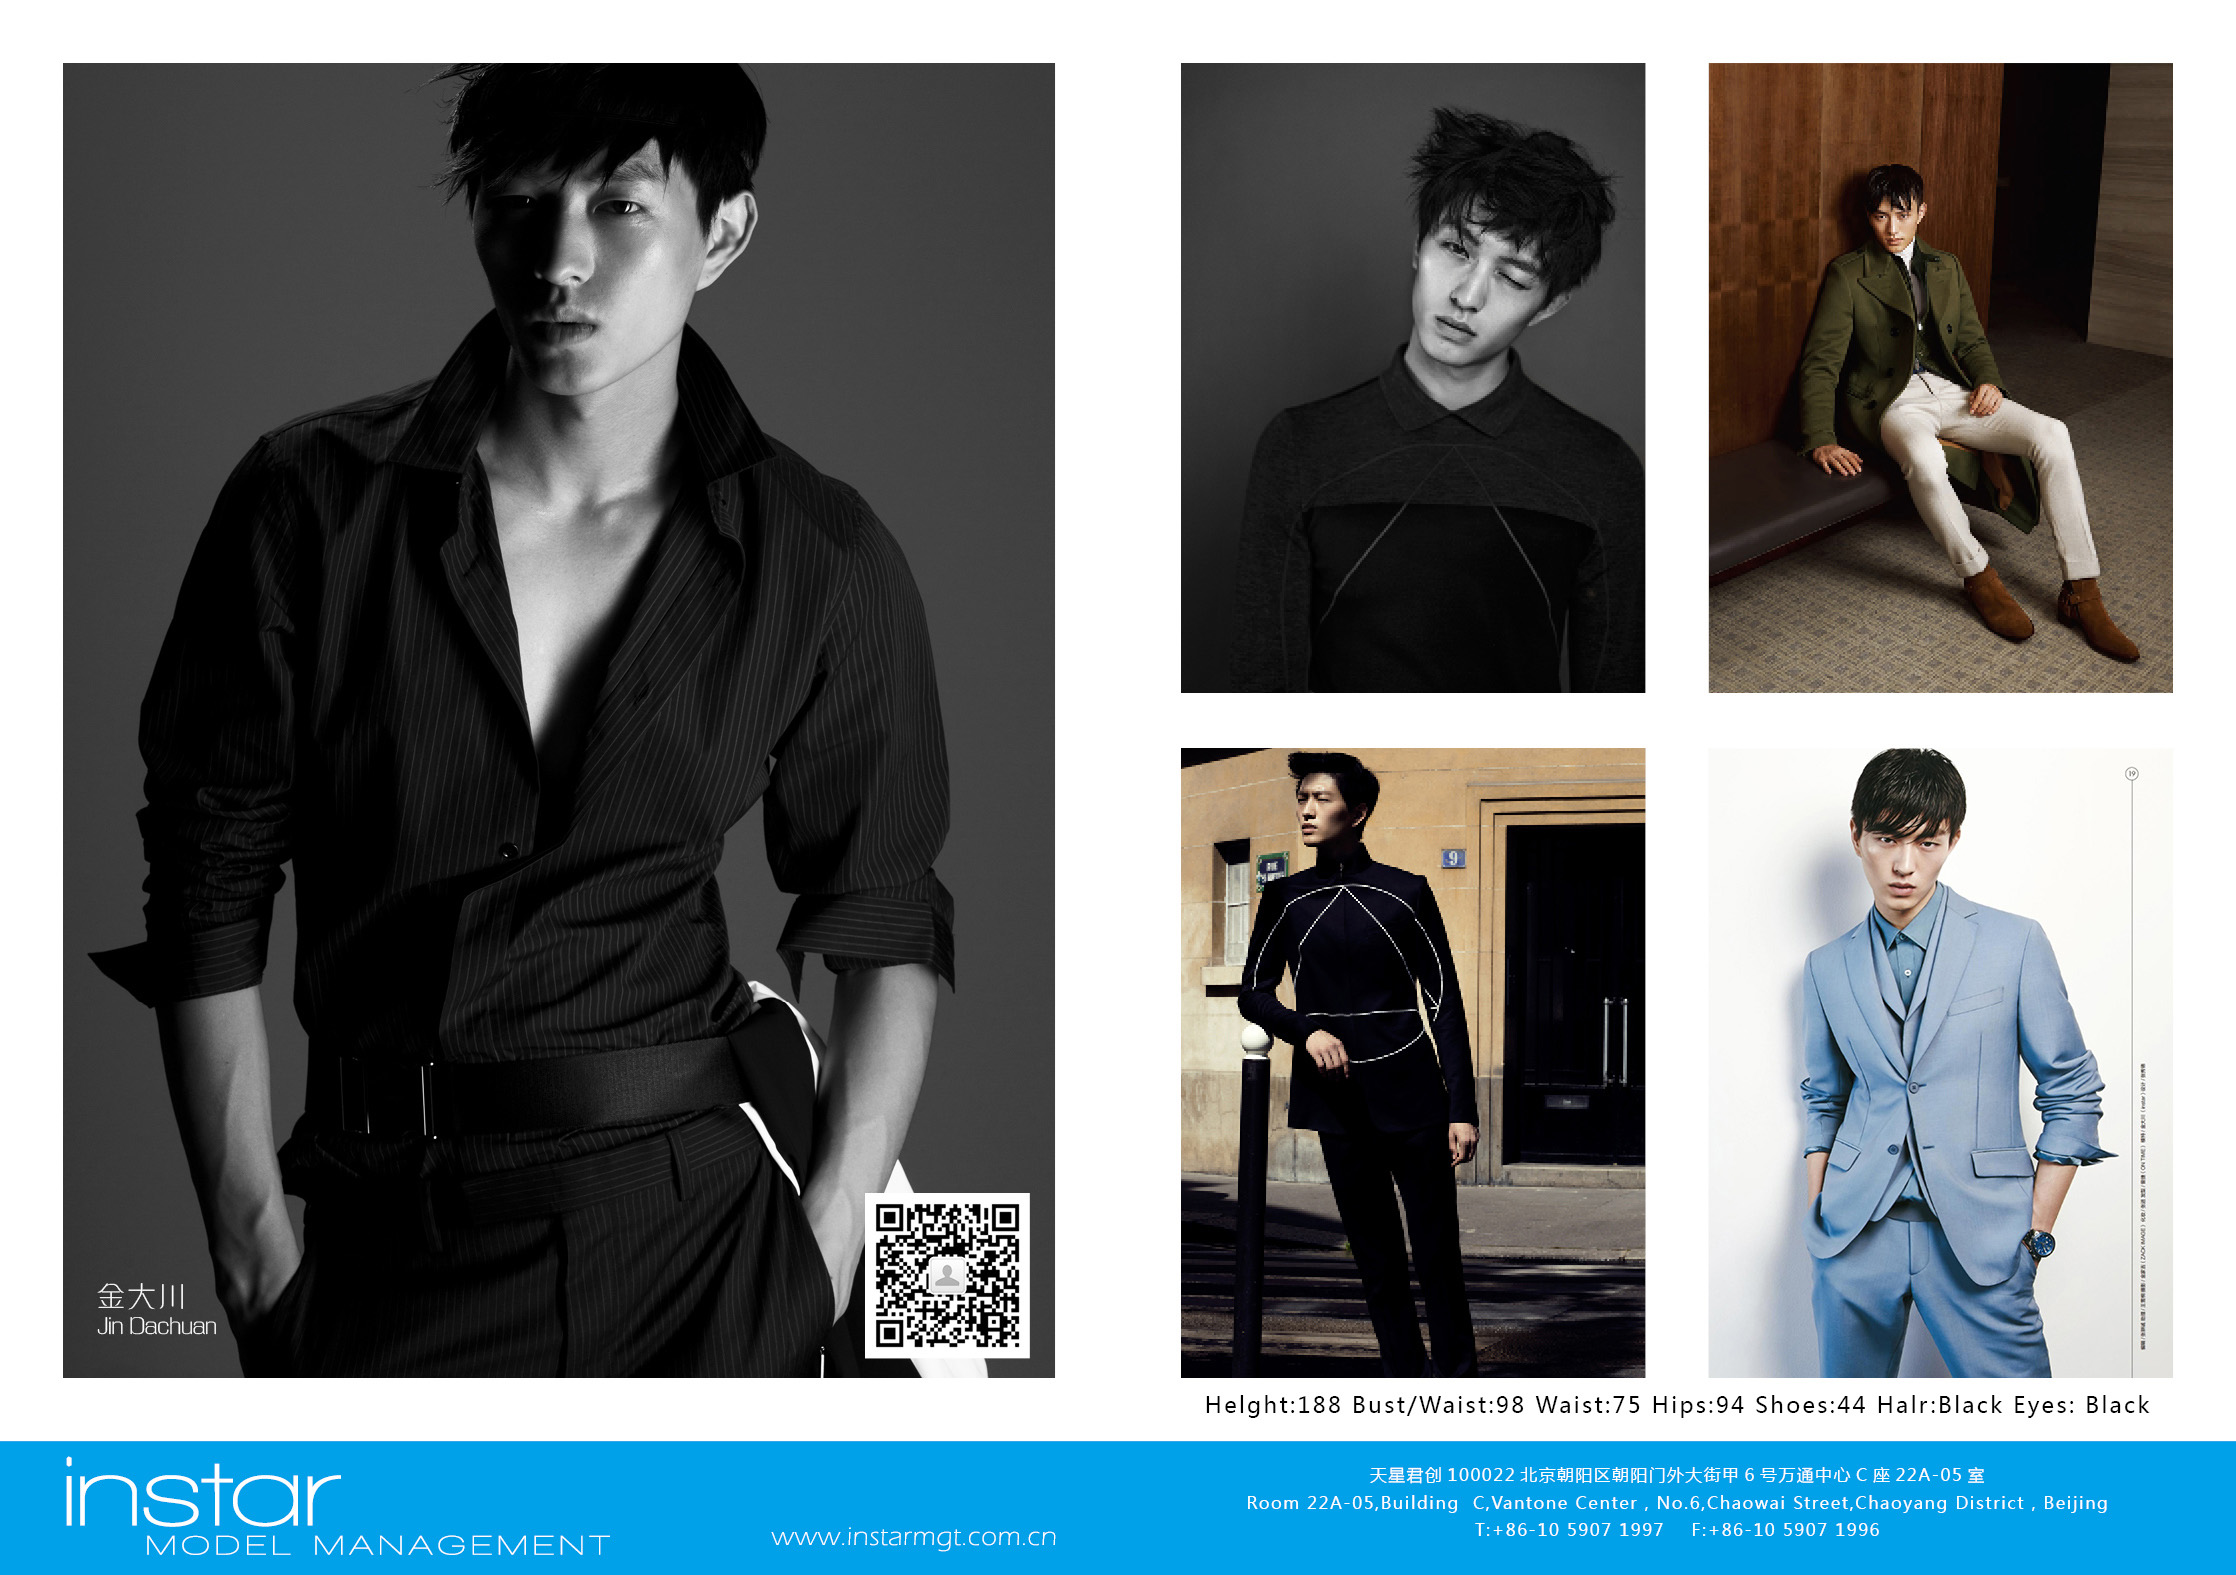 金大川
Jin Dachuan
9
19
Helght:188 Bust/Waist:98 Waist:75 Hips:94 Shoes:44 Halr:Black Eyes: Black
instar
MODEL MANAGEMENT
www.instarmgt.com.cn
天星君创 100022 北京朝阳区朝阳门外大街甲 6 号万通中心 C 座 22A-05 室
Room 22A-05,Building C,Vantone Center , No.6,Chaowai Street,Chaoyang District , Beijing
T:+86-10 5907 1997 F:+86-10 5907 1996